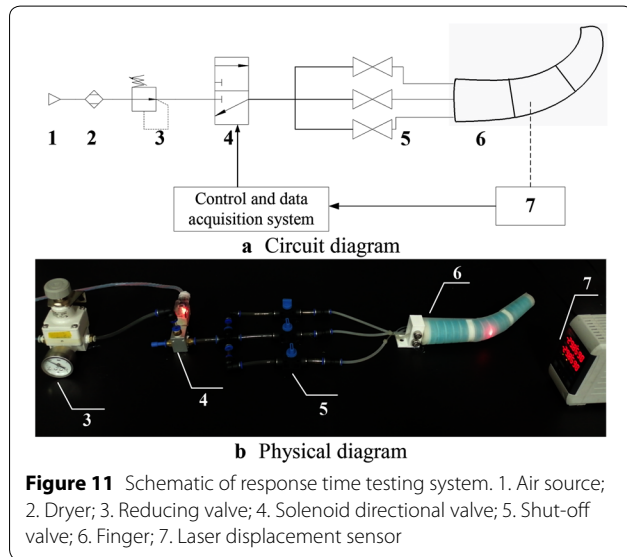 1 2 3 4 5 6
Control and data
acquisition system
7
a Circuit diagram
3 4 5 6 7
b Physical diagram
Figure 11 Schematic of response time testing system. 1. Air source;
2. Dryer; 3. Reducing valve; 4. Solenoid directional valve; 5. Shut-off
valve; 6. Finger; 7. Laser displacement sensor